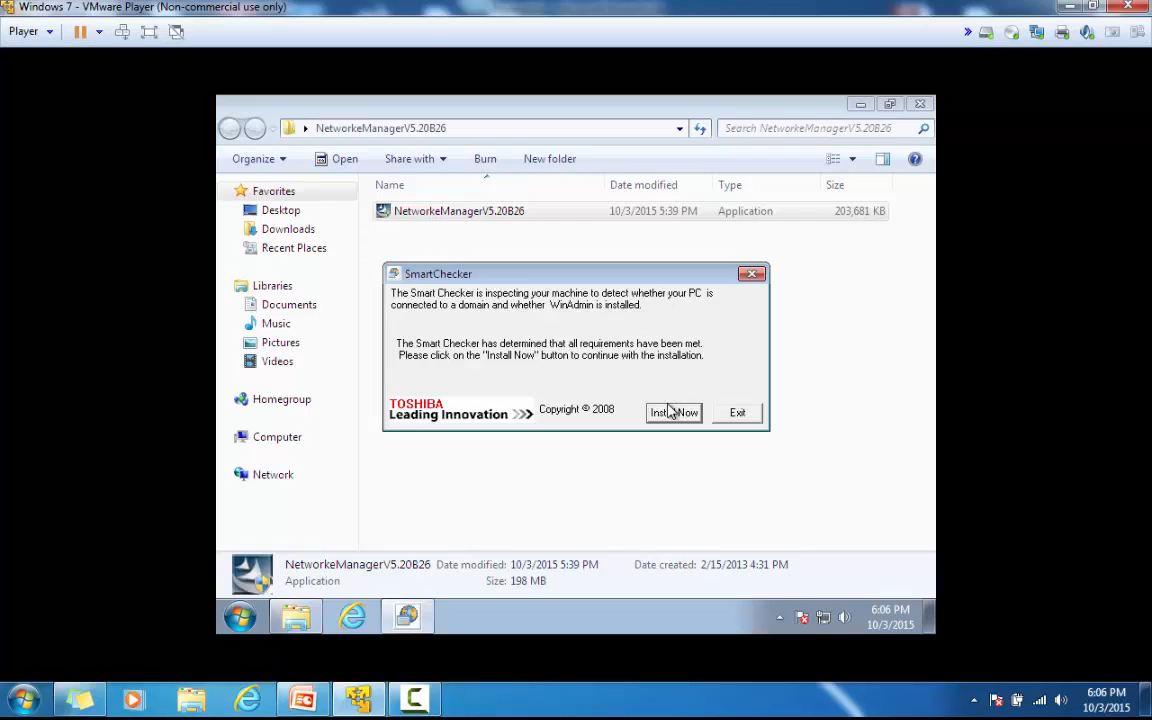 Windows 7 - VMware Player (Non-commercial use only)
Player
NetworkeManagerV5.20B26
Search NetworkeManagerV5.20B26
Organize
Open
Share with
Burn
New folder
Name
Date modified
Type
Size
Favorites
Desktop
Downloads
Recent Places
Libraries
Documents
Music
Pictures
Videos
Homegroup
Computer
Network
NetworkeManagerV5.20B26
10/3/2015 5:39 PM
Application
203,681 KB
SmartChecker
The Smart Checker is inspecting your machine to detect whether your PC is
connected to a domain and whether WinAdmin is installed.
The Smart Checker has determined that all requirements have been met.
Please click on the "Install Now" button to continue with the installation.
TOSHIBA
Leading Innovation >>>
Copyright © 2008
Install Now
Exit
NetworkeManagerV5.20B26
Date modified: 10/3/2015 5:39 PM
Date created: 2/15/2013 4:31 PM
Application
Size: 198 MB
6:06 PM
10/3/2015
6:06 PM
10/3/2015